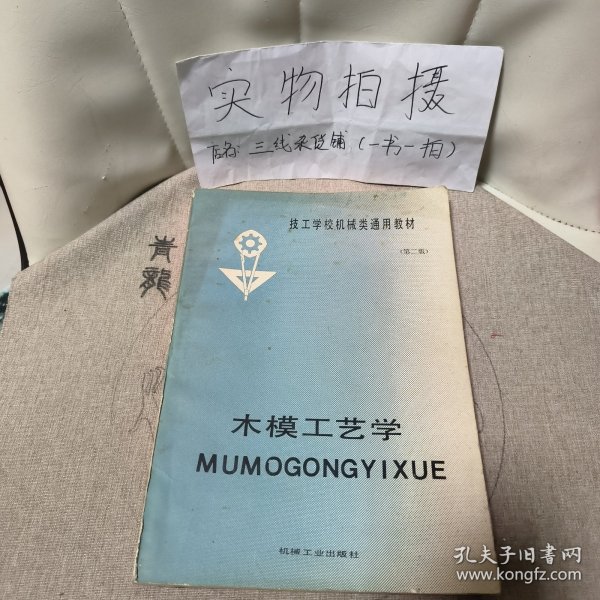 实物拍摄
店名: 三线杂货铺 (一书一拍)
技工学校机械类通用教材
(第二版)
青龍
木模工艺学
MUMOGONGYIXUE
机械工业出版社
孔夫子旧书网
www.kongfz.com